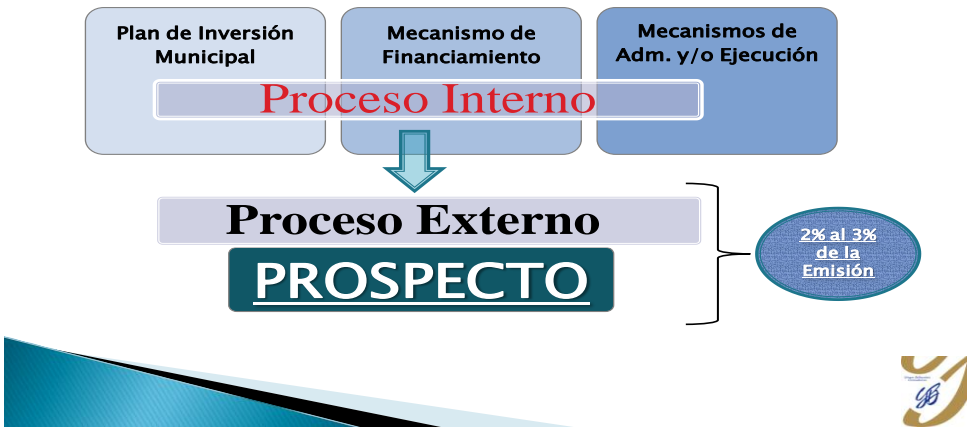 Plan de Inversión
Municipal
Mecanismo de
Financiamiento
Mecanismos de
Adm. y/o Ejecución
Proceso Interno
Proceso Externo
PROSPECTO
2% al 3%
de la
Emisión